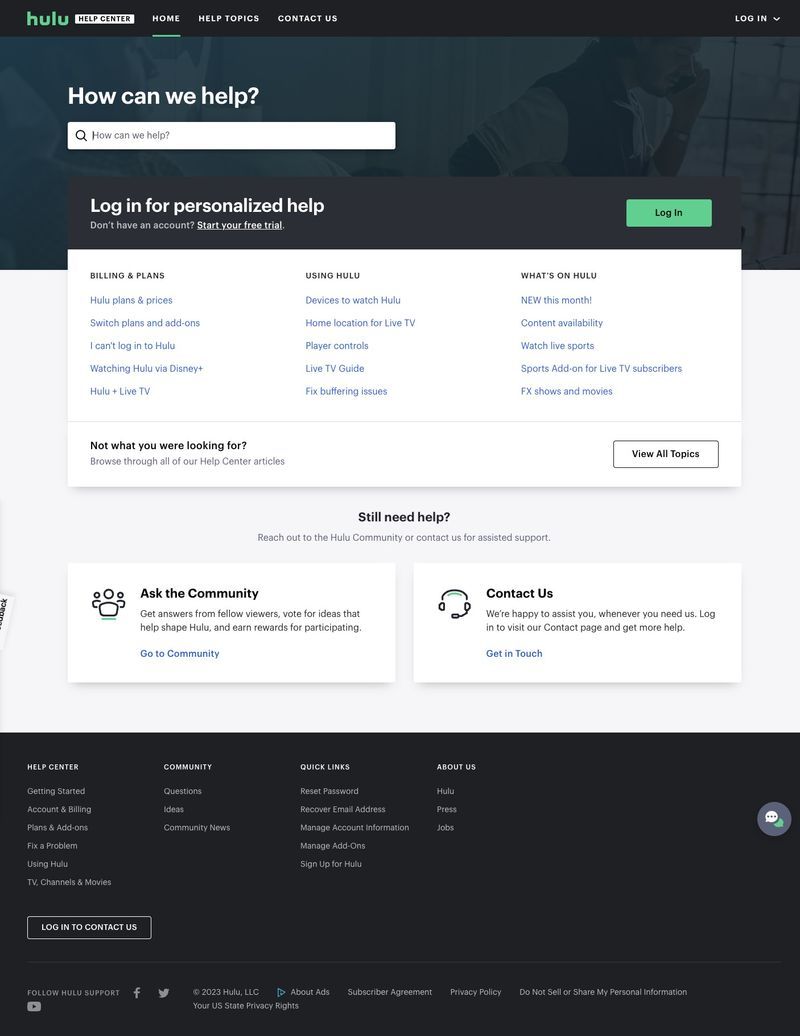 hulu HELP CENTER HOME HELP TOPICS CONTACT US LOG IN
How can we help?
How can we help?
Log in for personalized help
Don't have an account? Start your free trial.
Log In
BILLING & PLANS
Hulu plans & prices
Switch plans and add-ons
I can't log in to Hulu
Watching Hulu via Disney+
Hulu + Live TV
USING HULU
Devices to watch Hulu
Home location for Live TV
Player controls
Live TV Guide
Fix buffering issues
WHAT'S ON HULU
NEW this month!
Content availability
Watch live sports
Sports Add-on for Live TV subscribers
FX shows and movies
Not what you were looking for?
Browse through all of our Help Center articles
View All Topics
Still need help?
Reach out to the Hulu Community or contact us for assisted support.
Ask the Community
Get answers from fellow viewers, vote for ideas that
help shape Hulu, and earn rewards for participating.
Go to Community
Contact Us
We're happy to assist you, whenever you need us. Log
in to visit our Contact page and get more help.
Get in Touch
HELP CENTER
Getting Started
Account & Billing
Plans & Add-ons
Fix a Problem
Using Hulu
TV, Channels & Movies
COMMUNITY
Questions
Ideas
Community News
QUICK LINKS
Reset Password
Recover Email Address
Manage Account Information
Manage Add-Ons
Sign Up for Hulu
ABOUT US
Hulu
Press
Jobs
LOG IN TO CONTACT US
FOLLOW HULU SUPPORT
© 2023 Hulu, LLC About Ads Subscriber Agreement Privacy Policy Do Not Sell or Share My Personal Information
Your US State Privacy Rights